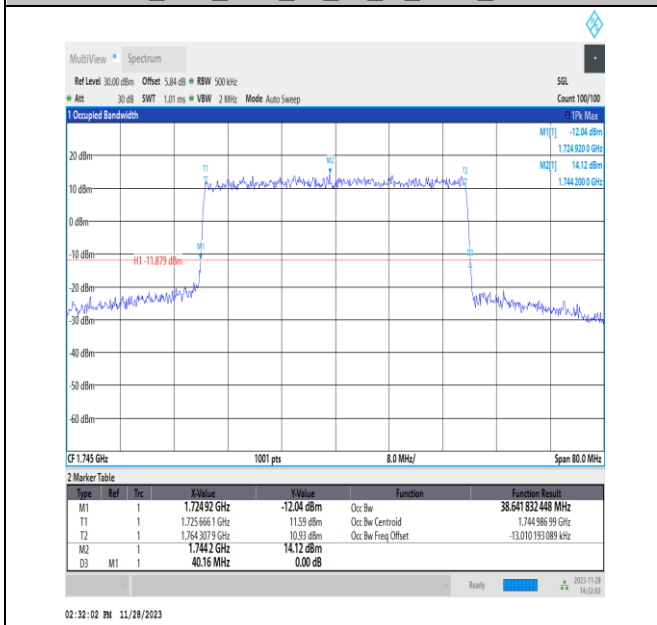 MultiView Spectrum
Ref Level 30.00 dBm Offset 5.84 dB RBW 500 kHz SGL
Att 30 dB SWT 1.01 ms VBW 2 MHz Mode Auto Sweep Count 100/100
1 Occupied Bandwidth 1Pk Max
M1[1] -12.04 dBm
1.724 920 0 GHz
M2[1] 14.12 dBm
1.744 200 0 GHz
20 dBm
T1 M2 T2
10 dBm
0 dBm
M1 D3
-10 dBm
H1 -11.879 dBm
-20 dBm
-30 dBm
-40 dBm
-50 dBm
-60 dBm
CF 1.745 GHz 1001 pts 8.0 MHz/ Span 80.0 MHz
2 Marker Table
Type Ref Trc X-Value Y-Value Function Function Result
M1 1 1.724 92 GHz -12.04 dBm Occ Bw 38.641 832 448 MHz
T1 1 1.725 666 1 GHz 11.59 dBm Occ Bw Centroid 1.744 986 99 GHz
T2 1 1.764 307 9 GHz 10.93 dBm Occ Bw Freq Offset -13.010 193 089 kHz
M2 1 1.744 2 GHz 14.12 dBm
D3 M1 1 40.16 MHz 0.00 dB
Ready 2023-11-28
14:32:02
02:32:02 PM 11/28/2023